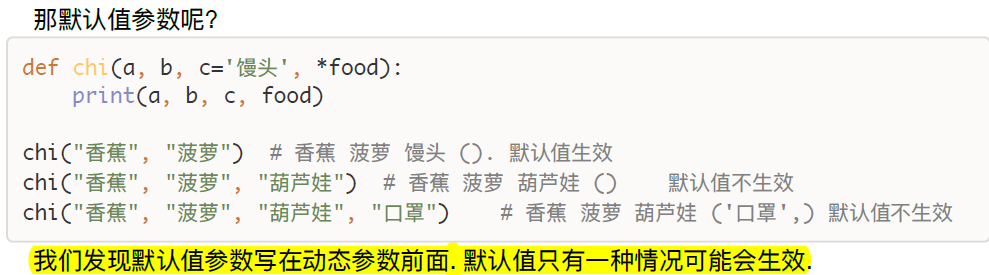 那默认值参数呢?
def chi(a, b, c='馒头', *food):
    print(a, b, c, food)
chi("香蕉", "菠萝")  # 香蕉 菠萝 馒头 (). 默认值生效
chi("香蕉", "菠萝", "葫芦娃")  # 香蕉 菠萝 葫芦娃 ()    默认值不生效
chi("香蕉", "菠萝", "葫芦娃", "口罩")    # 香蕉 菠萝 葫芦娃 ('口罩',) 默认值不生效
我们发现默认值参数写在动态参数前面. 默认值只有一种情况可能会生效.